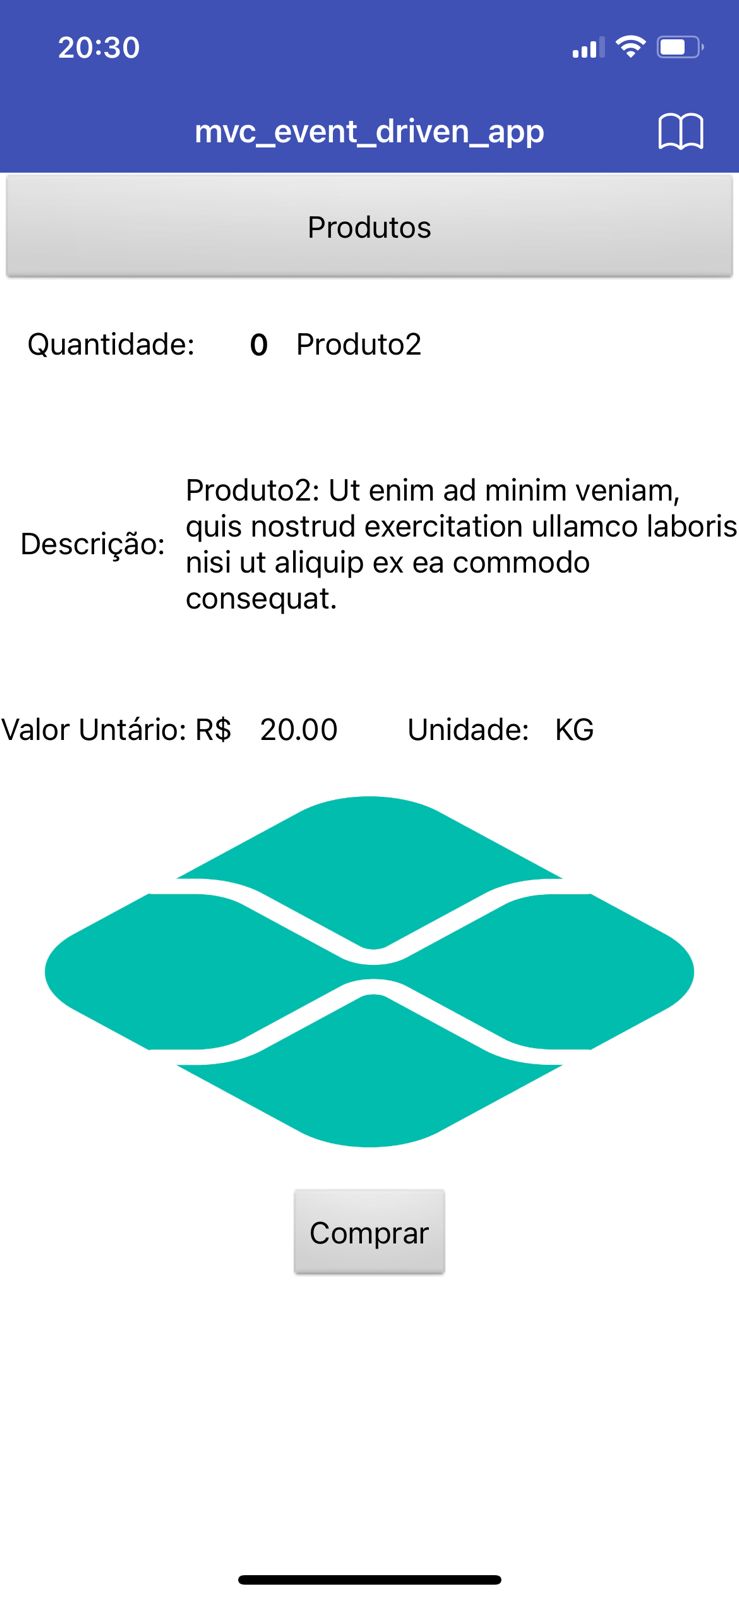 20:30
mvc_event_driven_app
Produtos
Quantidade: 0 Produto2
Descrição: Produto2: Ut enim ad minim veniam,
quis nostrud exercitation ullamco laboris
nisi ut aliquip ex ea commodo
consequat.
Valor Untário: R$ 20.00 Unidade: KG
Comprar